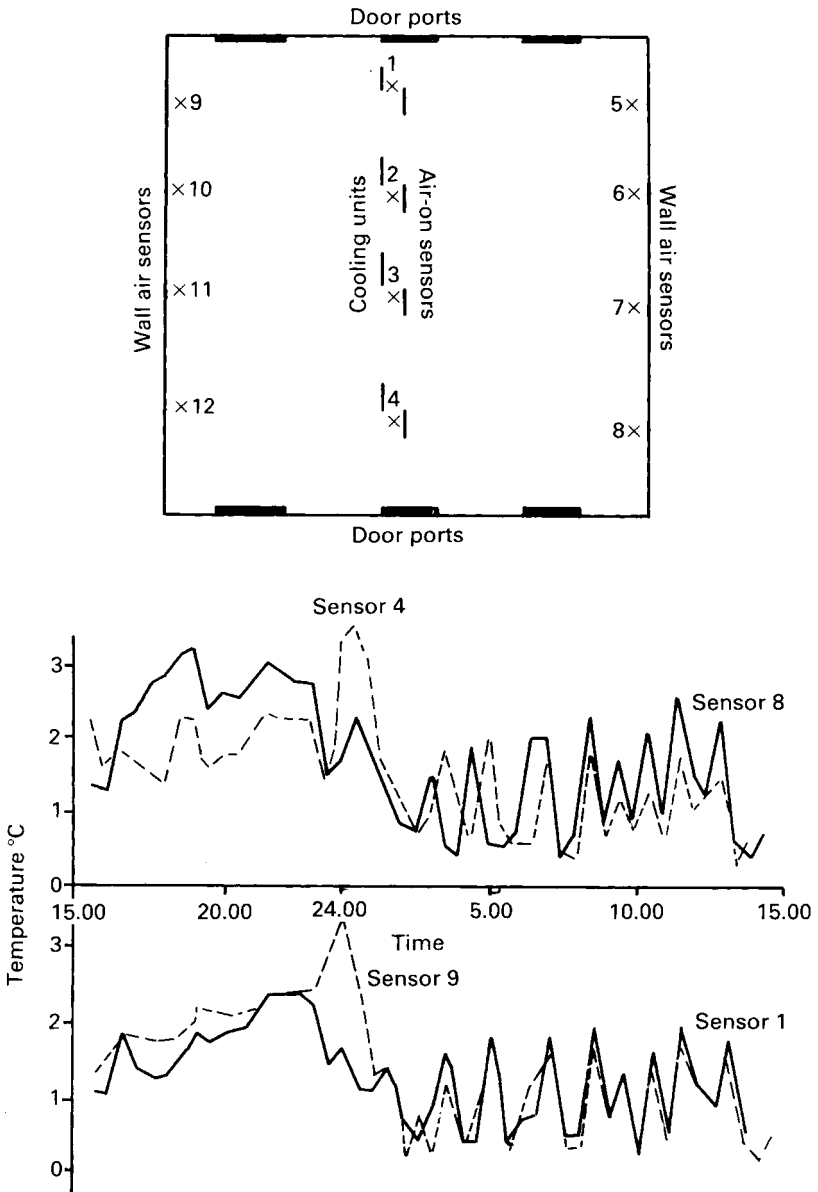 Door ports
1
×9
5×
2
×
×10
6×
Cooling units
Air-on sensors
Wall air sensors
Wall air sensors
3
×
×11
7×
4
×
×12
8×
Door ports
Sensor 4
3
Sensor 8
2
1
0
15.00 20.00 24.00 5.00 10.00 15.00
Temperature °C
Time
3
Sensor 9
2
Sensor 1
1
0